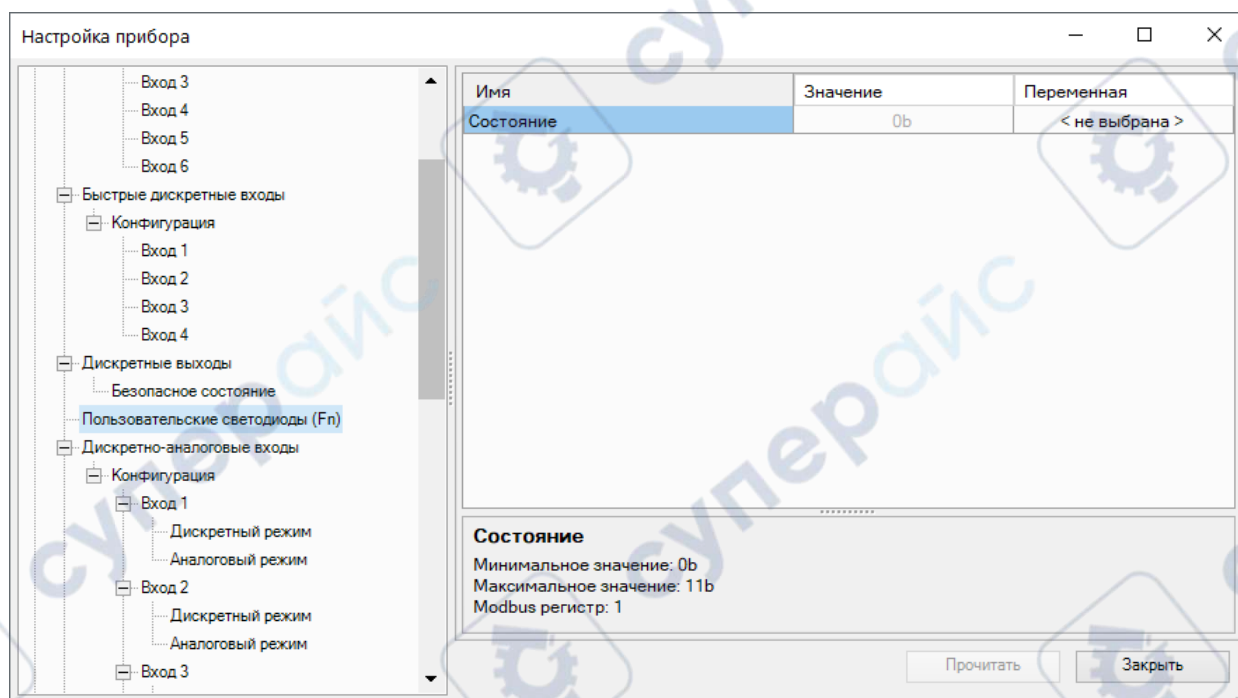 Настройка прибора
Вход 3
Вход 4
Вход 5
Вход 6
Быстрые дискретные входы
Конфигурация
Вход 1
Вход 2
Вход 3
Вход 4
Дискретные выходы
Безопасное состояние
Пользовательские светодиоды (Fn)
Дискретно-аналоговые входы
Конфигурация
Вход 1
Дискретный режим
Аналоговый режим
Вход 2
Дискретный режим
Аналоговый режим
Вход 3
Имя Значение Переменная
Состояние 0b < не выбрана >
Состояние
Минимальное значение: 0b
Максимальное значение: 11b
Modbus регистр: 1
Прочитать Закрыть
суперайс
суперайс
су